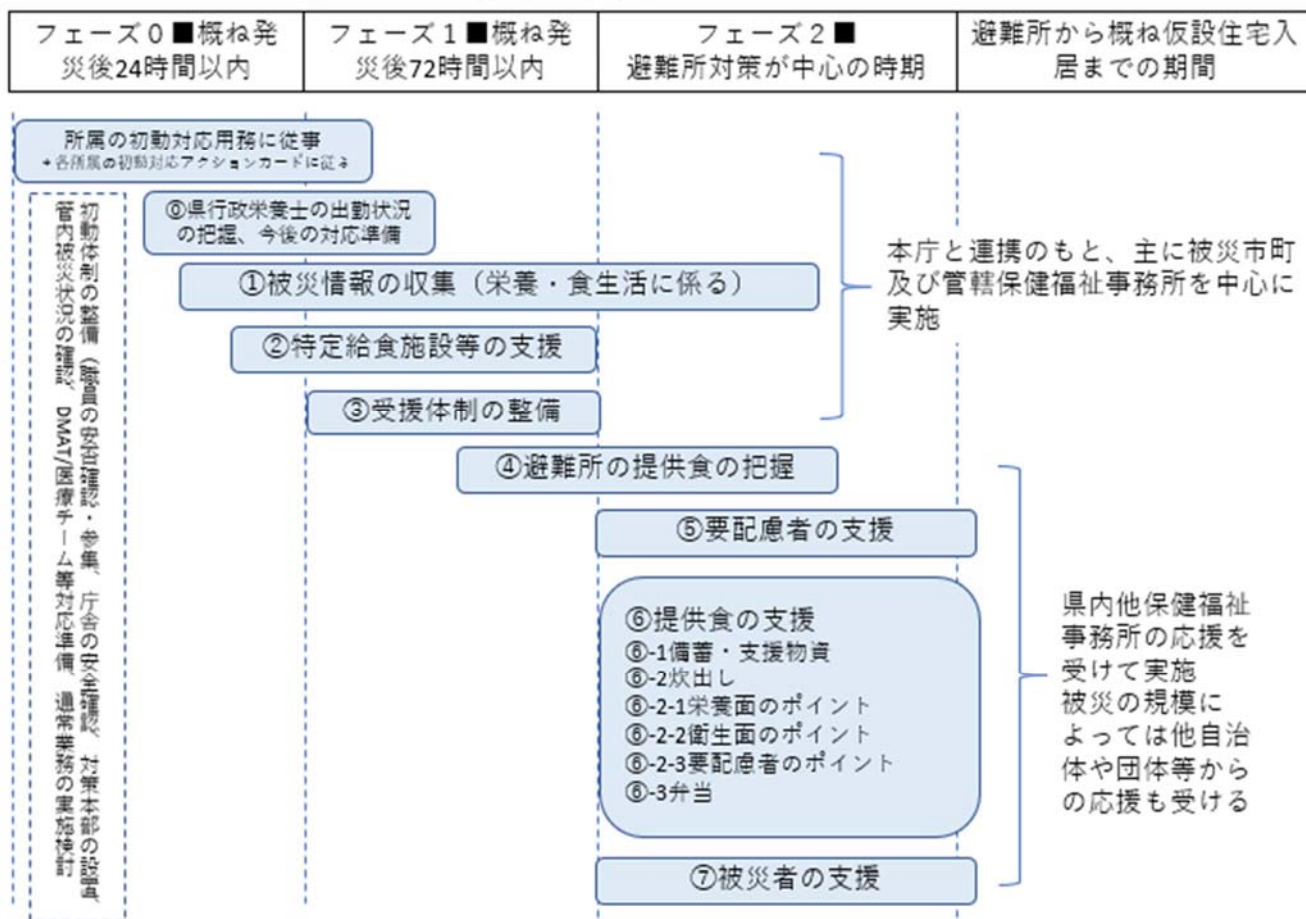 フェーズ０■概ね発
災後24時間以内
フェーズ１■概ね発
災後72時間以内
フェーズ２■
避難所対策が中心の時期
避難所から概ね仮設住宅入
居までの期間
所属の初動対応用務に従事
＊各所属の初動対応アクションカードに従う
初動体制の整備（職員の安否確認・参集、庁舎の安全確認、対策本部の設置、
管内被災状況の確認、DMAT/医療チーム等対応準備、通常業務の実施検討
⓪県行政栄養士の出勤状況
の把握、今後の対応準備
①被災情報の収集（栄養・食生活に係る）
②特定給食施設等の支援
③受援体制の整備
本庁と連携のもと、主に被災市町
及び管轄保健福祉事務所を中心に
実施
④避難所の提供食の把握
⑤要配慮者の支援
⑥提供食の支援
⑥-1備蓄・支援物資
⑥-2炊出し
⑥-2-1栄養面のポイント
⑥-2-2衛生面のポイント
⑥-2-3要配慮者のポイント
⑥-3弁当
⑦被災者の支援
県内他保健福祉
事務所の応援を
受けて実施
被災の規模に
よっては他自治
体や団体等から
の応援も受ける